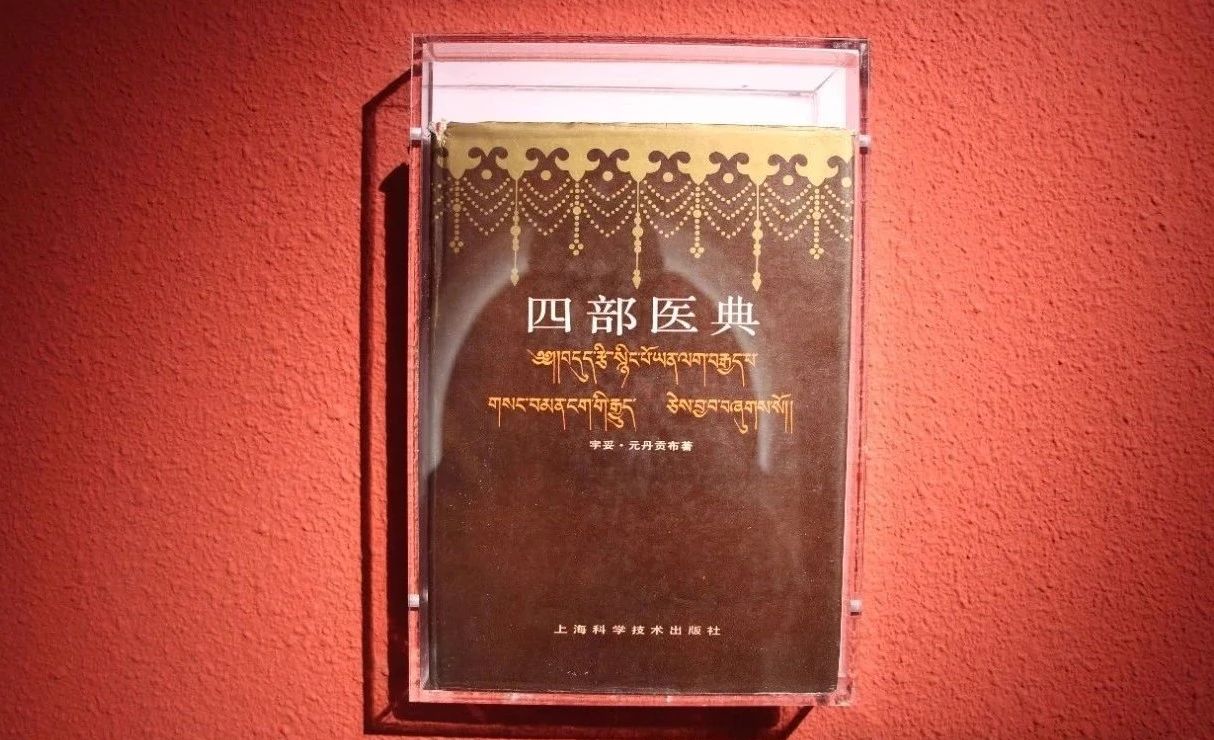 四部医典
༄༅།།བདུད་རྩི་སྙིང་པོ་ཡན་ལག་བརྒྱད་པ་
གསང་བ་མན་ངག་གི་རྒྱུད་ ཅེས་བྱ་བ་བཞུགས་སོ།།
宇妥·元丹贡布著
上海科学技术出版社